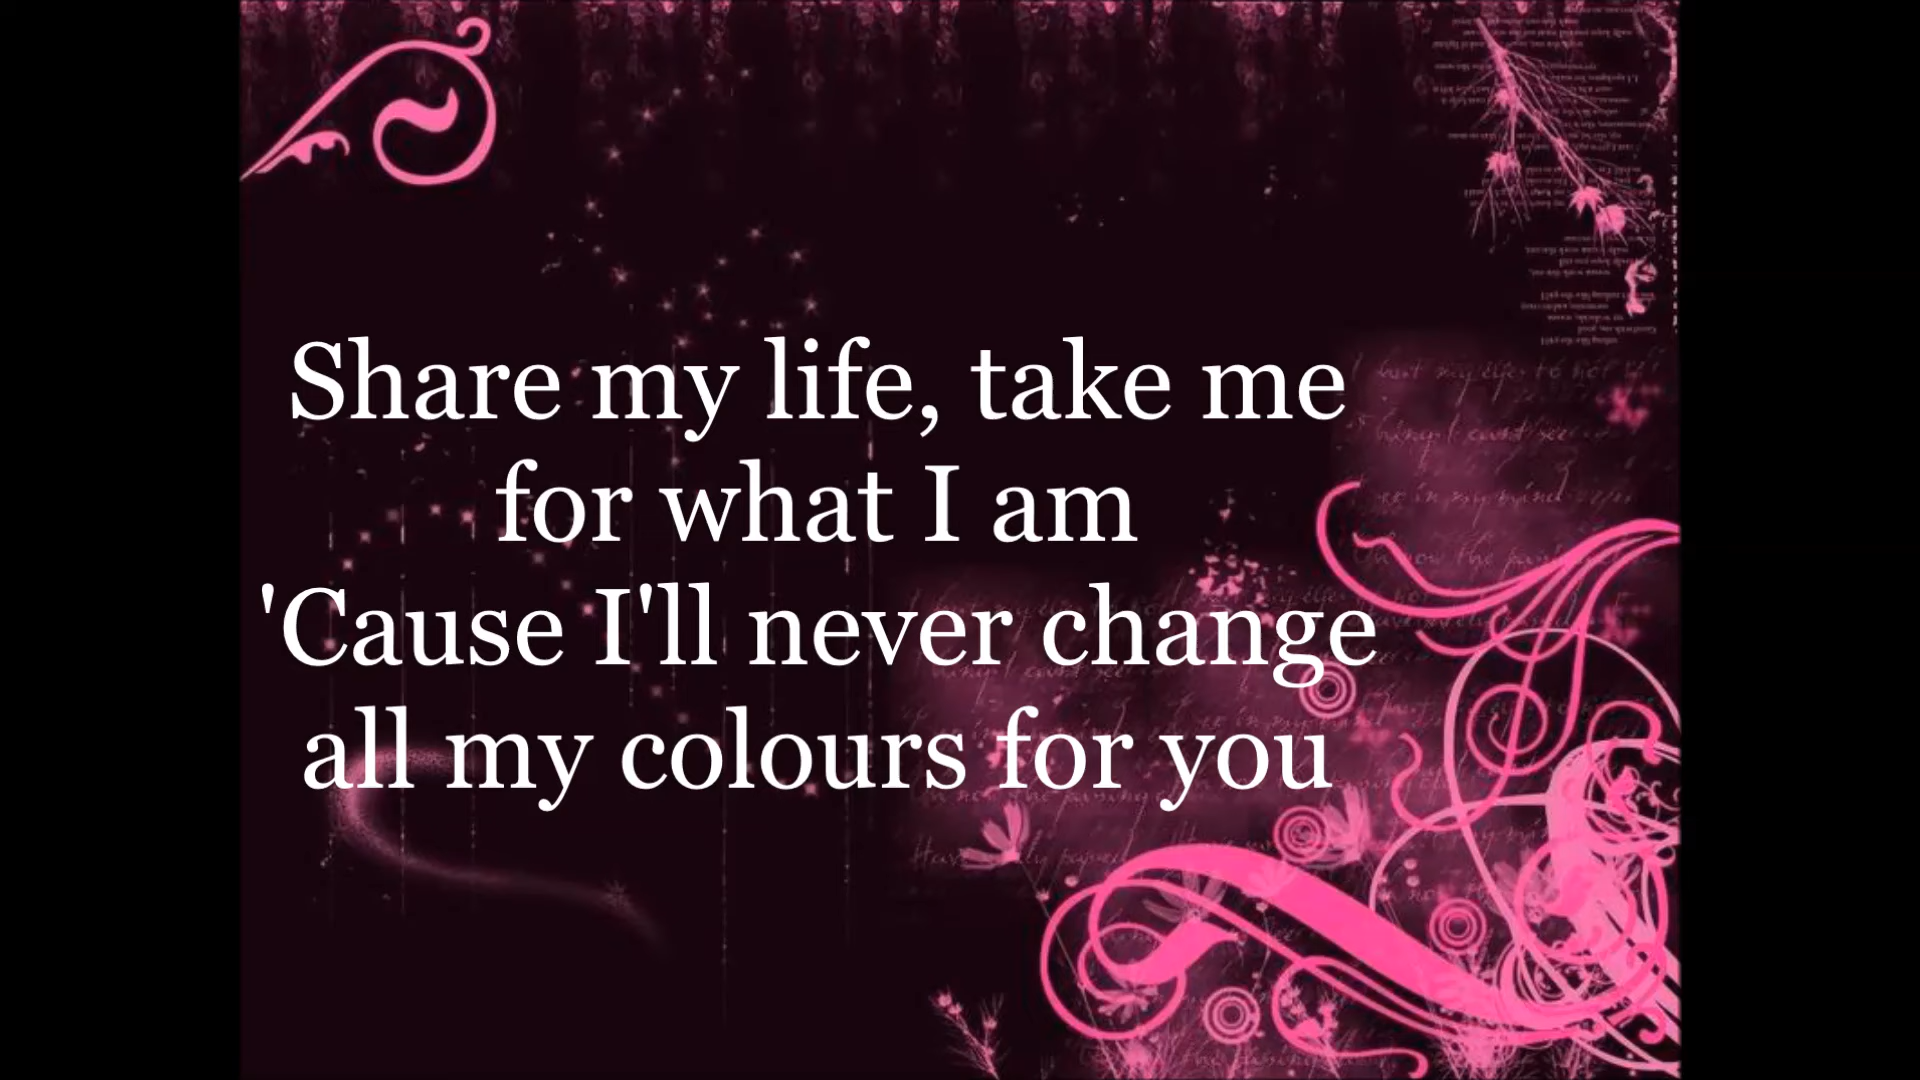 Share my life, take me
for what I am
'Cause I'll never change
all my colours for you